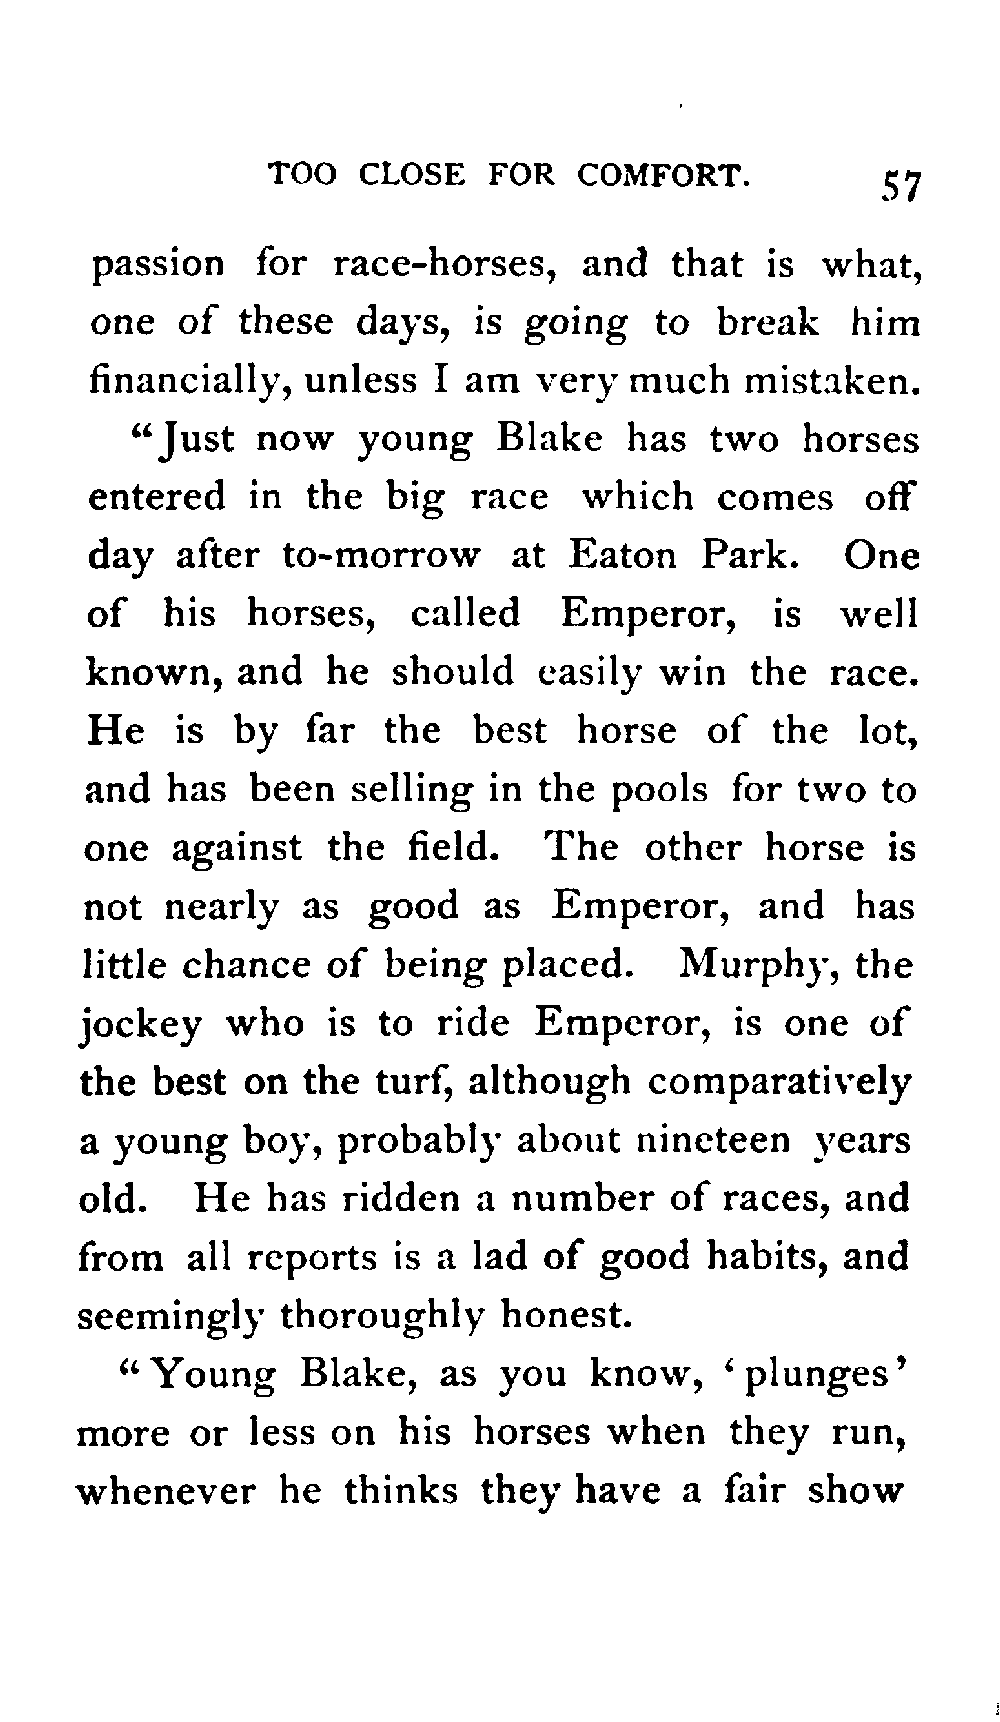 TOO CLOSE FOR COMFORT. 57
passion for race-horses, and that is what,
one of these days, is going to break him
financially, unless I am very much mistaken.
“Just now young Blake has two horses
entered in the big race which comes off
day after to-morrow at Eaton Park. One
of his horses, called Emperor, is well
known, and he should easily win the race.
He is by far the best horse of the lot,
and has been selling in the pools for two to
one against the field. The other horse is
not nearly as good as Emperor, and has
little chance of being placed. Murphy, the
jockey who is to ride Emperor, is one of
the best on the turf, although comparatively
a young boy, probably about nineteen years
old. He has ridden a number of races, and
from all reports is a lad of good habits, and
seemingly thoroughly honest.
“Young Blake, as you know, ‘plunges’
more or less on his horses when they run,
whenever he thinks they have a fair show